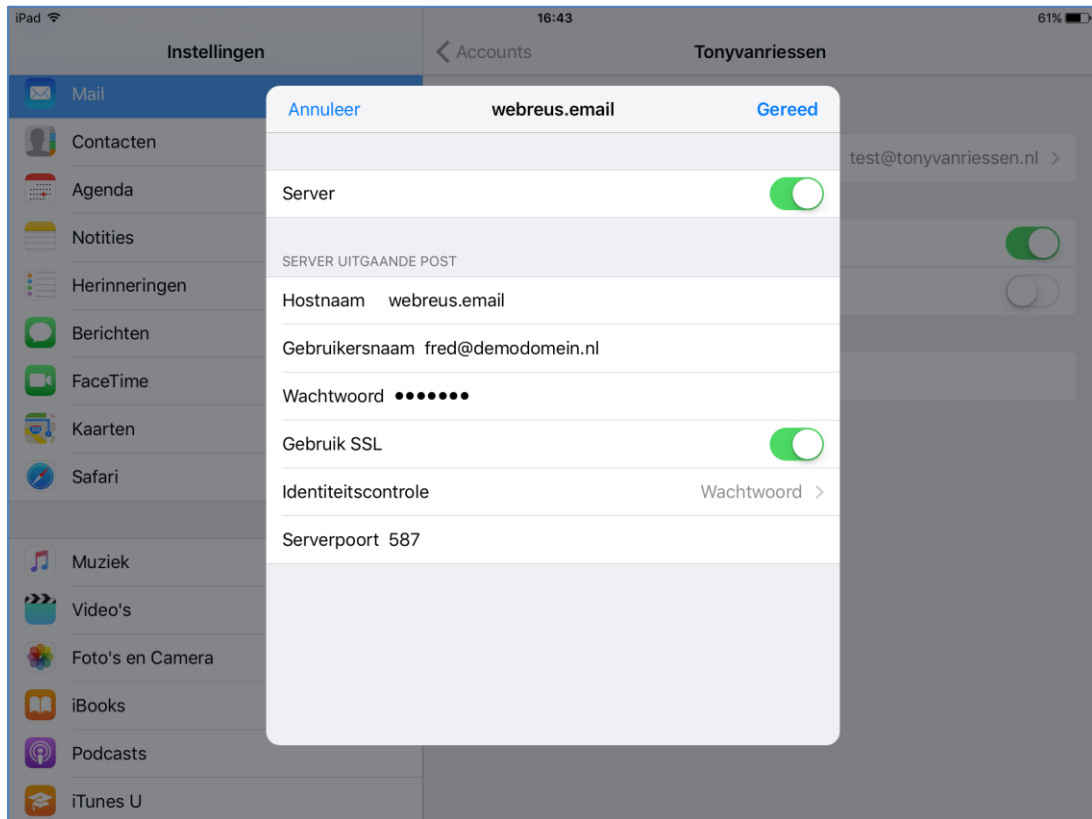 iPad 16:43 61%
Instellingen
Accounts Tonyvanriessen
Mail
Contacten
Agenda
Notities
Herinneringen
Berichten
FaceTime
Kaarten
Safari
Muziek
Video's
Foto's en Camera
iBooks
Podcasts
iTunes U
test@tonyvanriessen.nl
Annuleer webreus.email Gereed
Server
SERVER UITGAANDE POST
Hostnaam webreus.email
Gebruikersnaam fred@demodomein.nl
Wachtwoord •••••••
Gebruik SSL
Identiteitscontrole Wachtwoord
Serverpoort 587